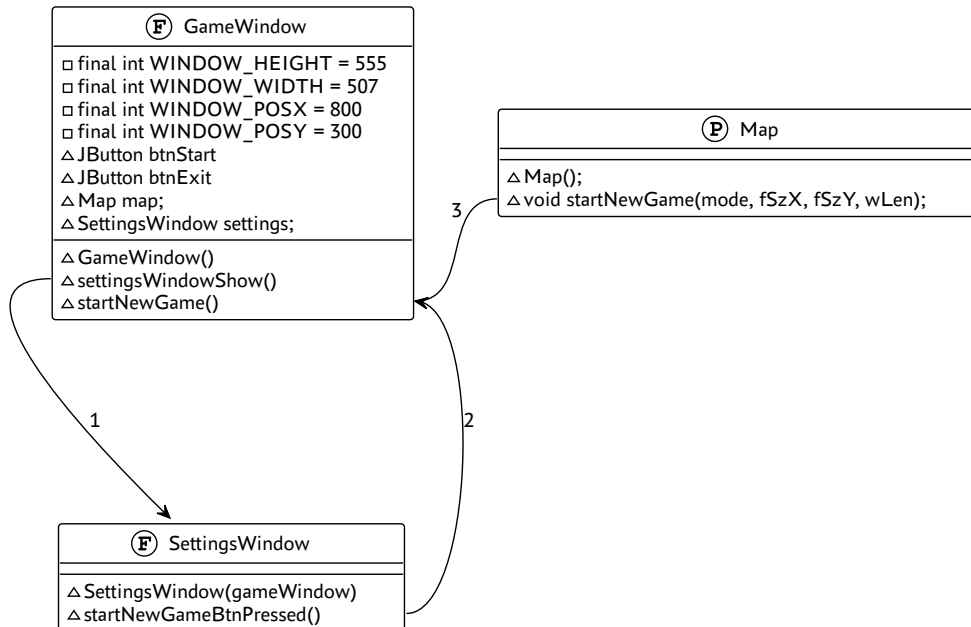 F GameWindow
final int WINDOW_HEIGHT = 555
final int WINDOW_WIDTH = 507
final int WINDOW_POSX = 800
final int WINDOW_POSY = 300
JButton btnStart
JButton btnExit
Map map;
SettingsWindow settings;
GameWindow()
settingsWindowShow()
startNewGame()
P Map
Map();
void startNewGame(mode, fSzX, fSzY, wLen);
3
1
2
F SettingsWindow
SettingsWindow(gameWindow)
startNewGameBtnPressed()